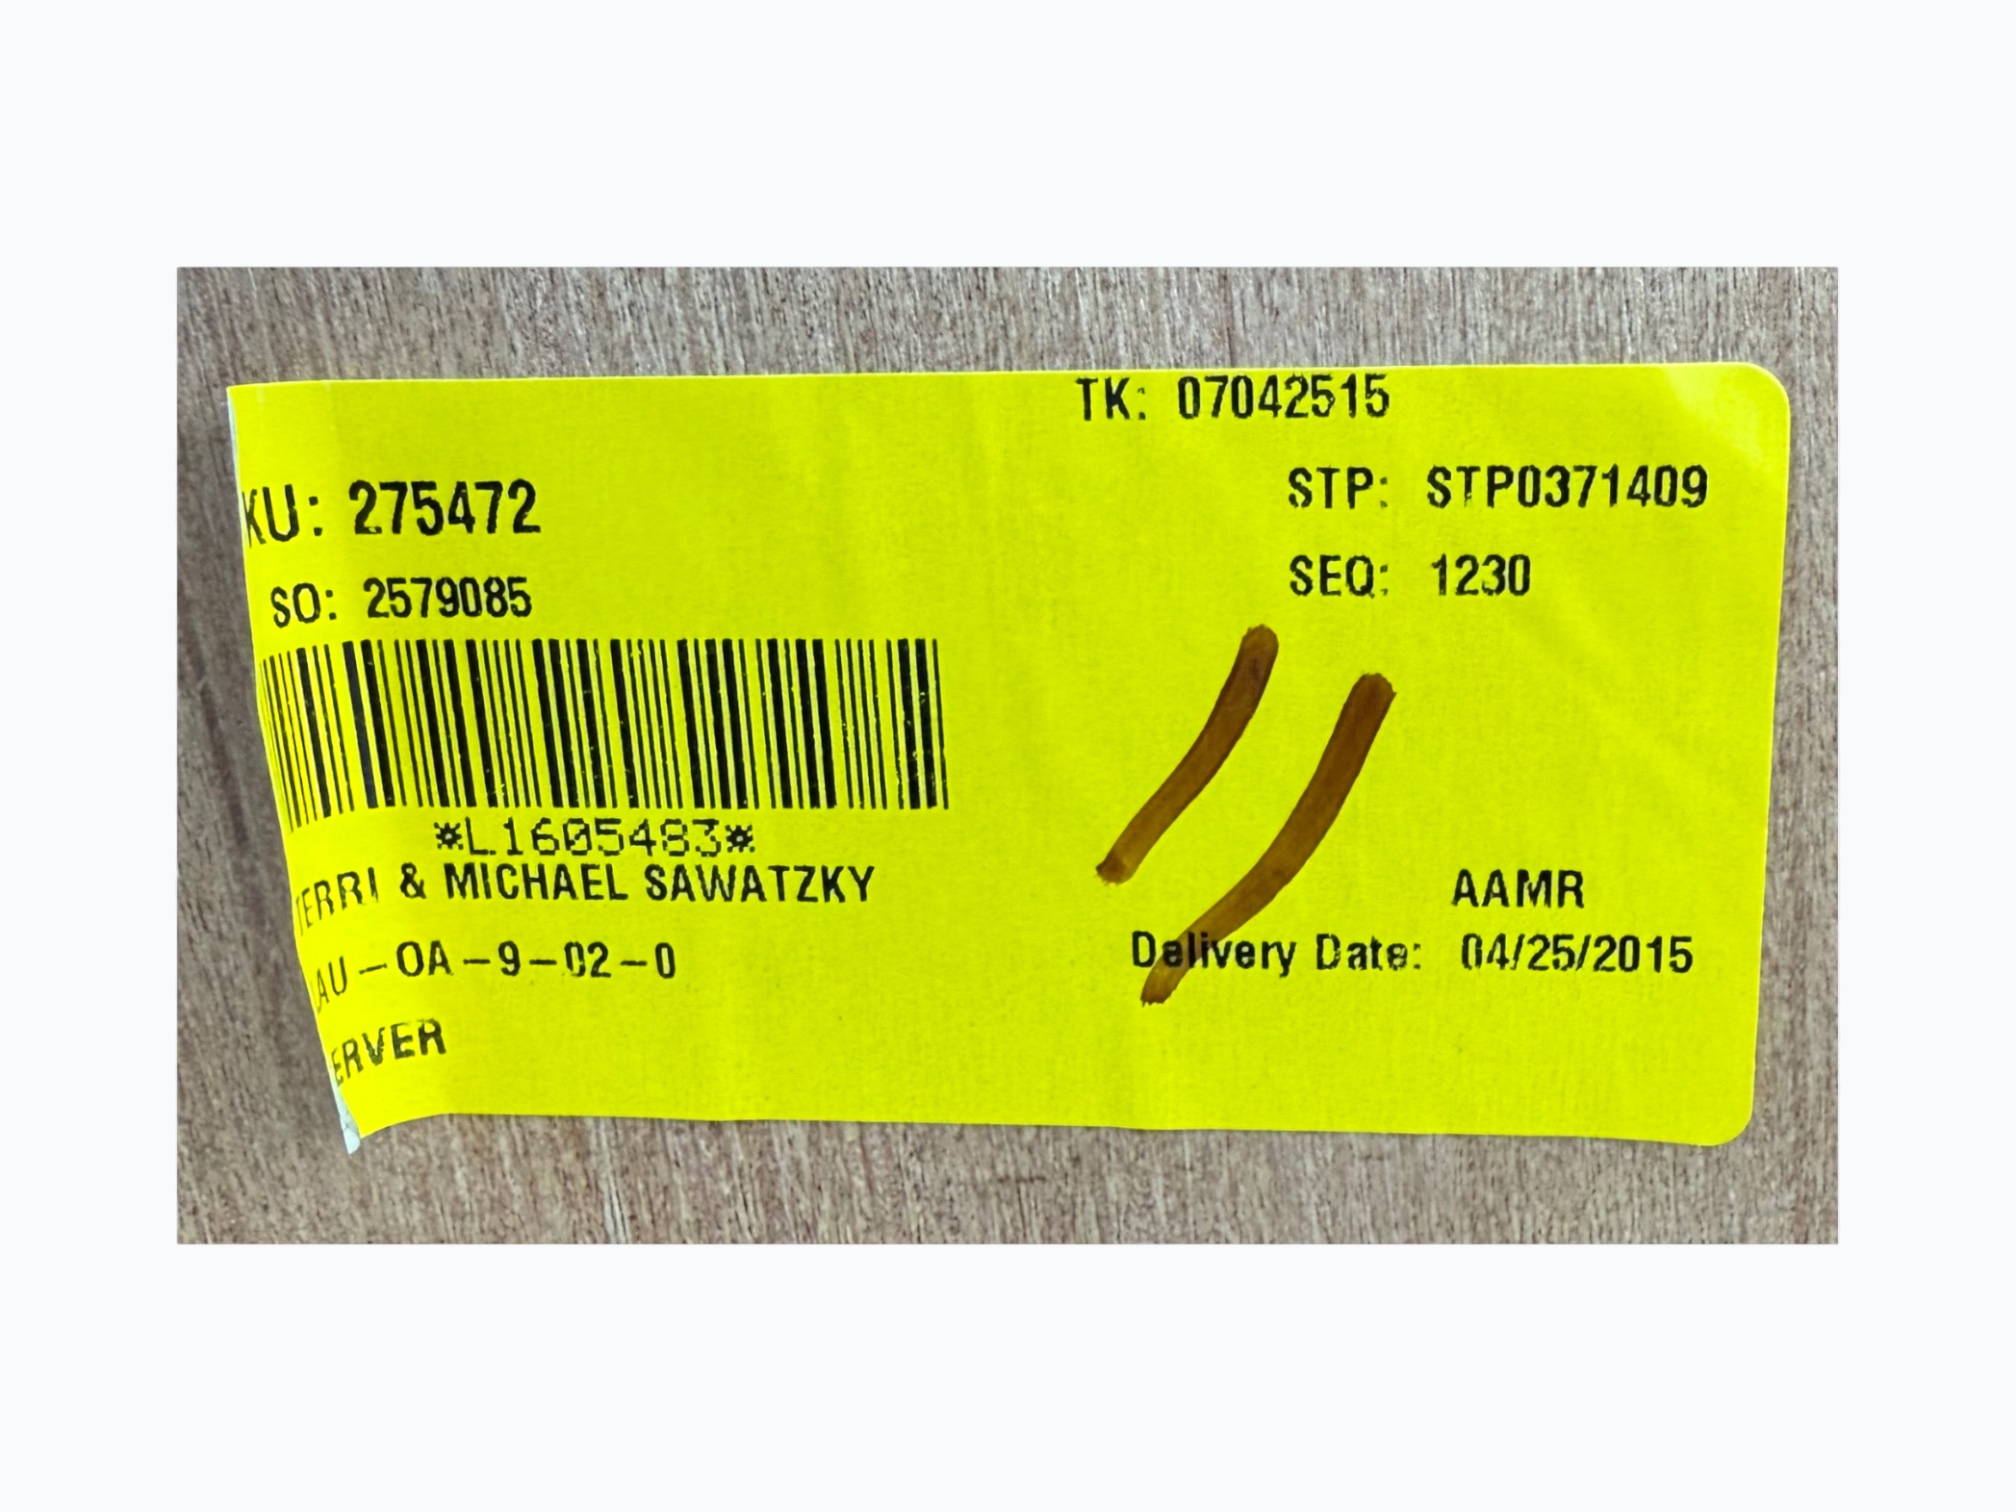 TK: 07042515
KU: 275472
STP: STP0371409
SO: 2579085
SEQ: 1230
*L1605483*
TERRI & MICHAEL SAWATZKY
AAMR
AU-OA-9-02-0
Delivery Date: 04/25/2015
ERVER